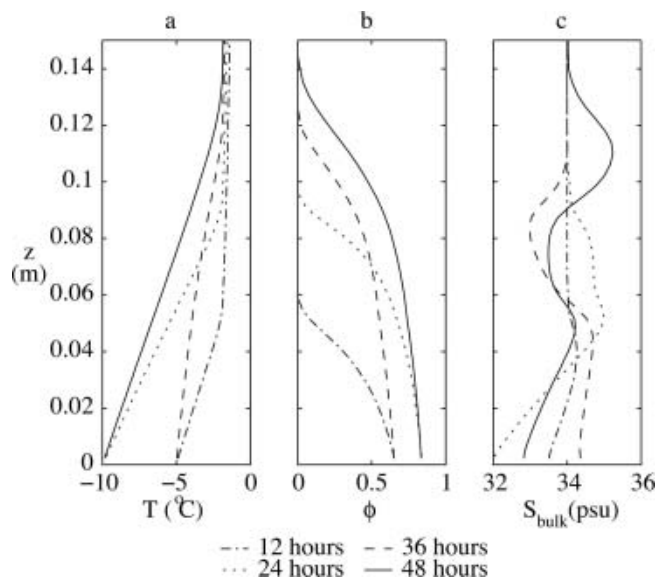 a b c
0.14
0.12
0.1
0.08
z
(m)
0.06
0.04
0.02
0
−10 −5 0 0 0.5 1 32 34 36
T (°C) ϕ S_bulk(psu)
12 hours 36 hours
24 hours 48 hours